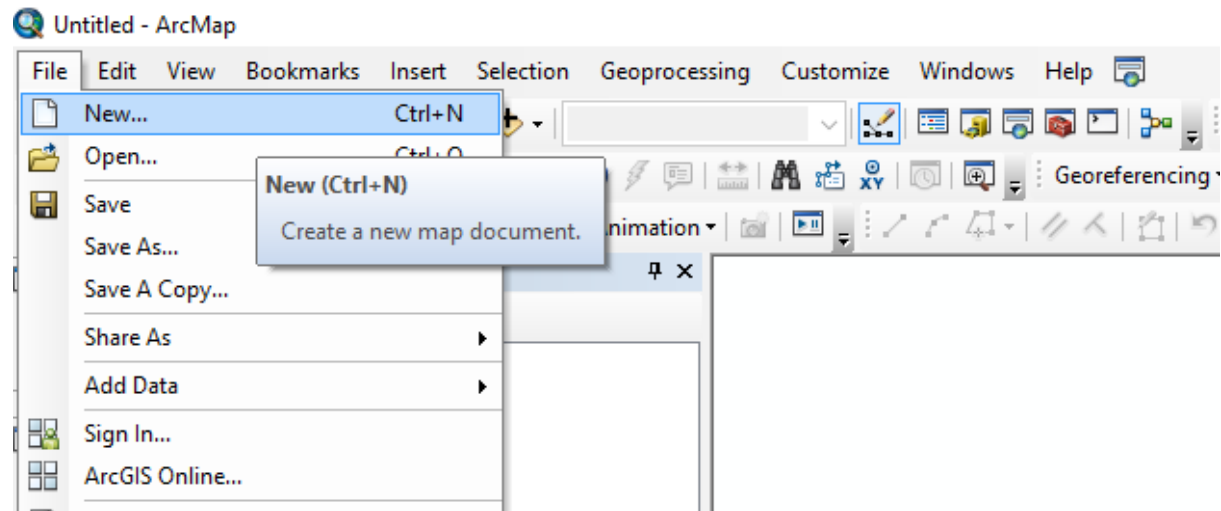 Untitled - ArcMap
File Edit View Bookmarks Insert Selection Geoprocessing Customize Windows Help
New... Ctrl+N
Open...
XY
Georeferencing
New (Ctrl+N)
Create a new map document.
Save
Save As...
Save A Copy...
Share As
Add Data
Sign In...
ArcGIS Online...